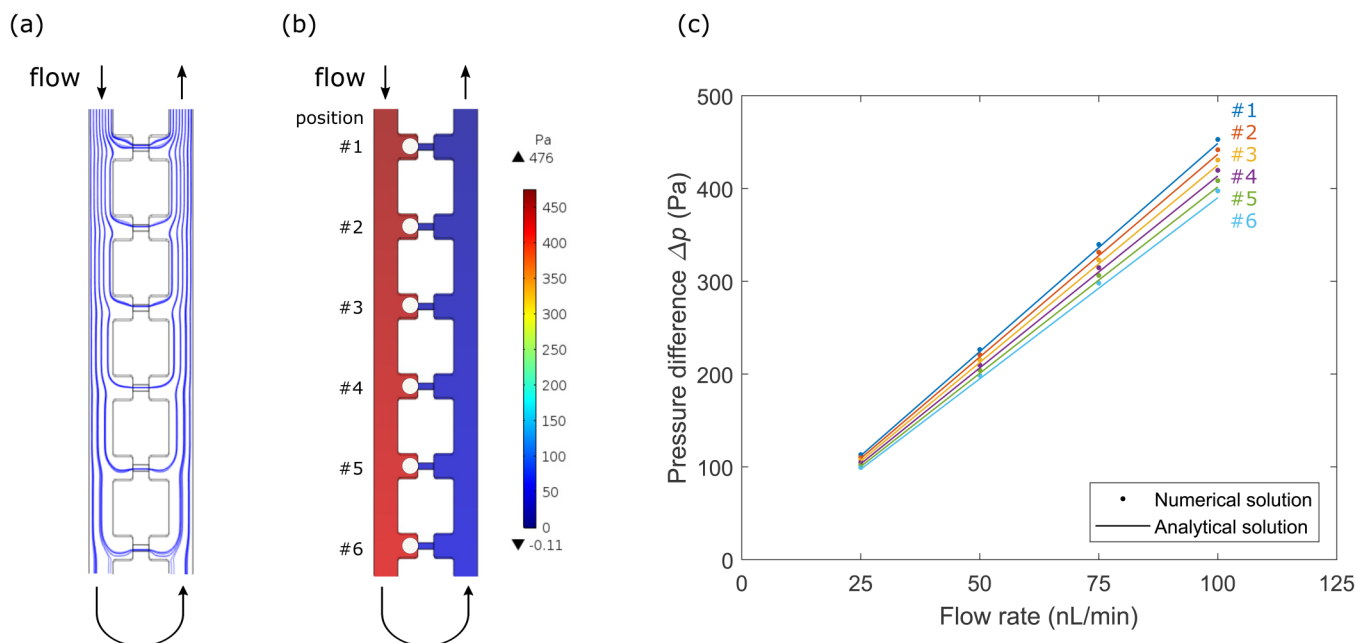 (a)
flow
(b)
flow
position
#1
#2
#3
#4
#5
#6
Pa
▲ 476
450
400
350
300
250
200
150
100
50
0
▼ -0.11
(c)
Pressure difference Δp (Pa)
500
400
300
200
100
0
#1
#2
#3
#4
#5
#6
Numerical solution
Analytical solution
0 25 50 75 100 125
Flow rate (nL/min)